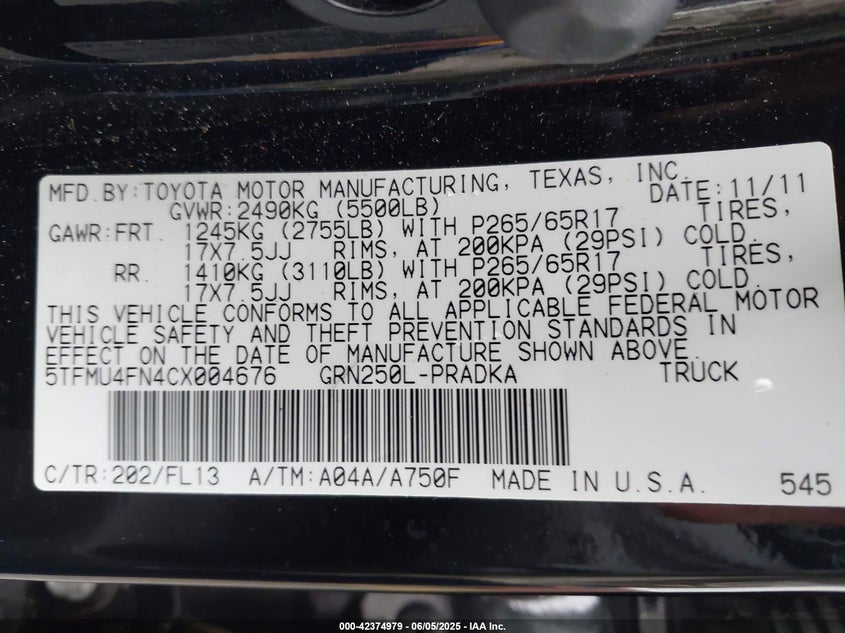 MFD.BY:TOYOTA MOTOR MANUFACTURING, TEXAS, INC. DATE:11/11
GVWR:2490KG (5500LB)
GAWR:FRT. 1245KG (2755LB) WITH P265/65R17 TIRES,
17X7.5JJ RIMS, AT 200KPA (29PSI) COLD.
RR. 1410KG (3110LB) WITH P265/65R17 TIRES,
17X7.5JJ RIMS, AT 200KPA (29PSI) COLD.
THIS VEHICLE CONFORMS TO ALL APPLICABLE FEDERAL MOTOR
VEHICLE SAFETY AND THEFT PREVENTION STANDARDS IN
EFFECT ON THE DATE OF MANUFACTURE SHOWN ABOVE.
5TFMU4FN4CX004676 GRN250L-PRADKA TRUCK
C/TR:202/FL13 A/TM:A04A/A750F MADE IN U.S.A. 545
000-42374979 - 06/05/2025 - IAA Inc.